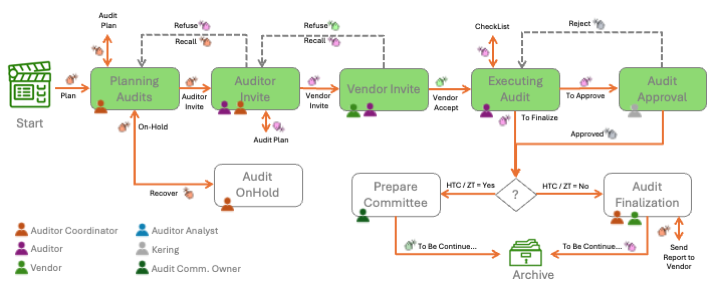 Audit
Plan
Refuse
Recall
Refuse
Recall
CheckList
Reject
Start
Plan
Planning
Audits
Auditor
Invite
Auditor
Invite
Vendor
Invite
Vendor Invite
Vendor
Accept
Executing
Audit
To Approve
Audit
Approval
On-Hold
Audit Plan
To Finalize
Approved
Recover
Audit
OnHold
Prepare
Committee
HTC / ZT = Yes
?
HTC / ZT = No
Audit
Finalization
Auditor Coordinator
Auditor
Vendor
Auditor Analyst
Kering
Audit Comm. Owner
To Be Continue...
To Be Continue...
Send
Report to
Vendor
Archive